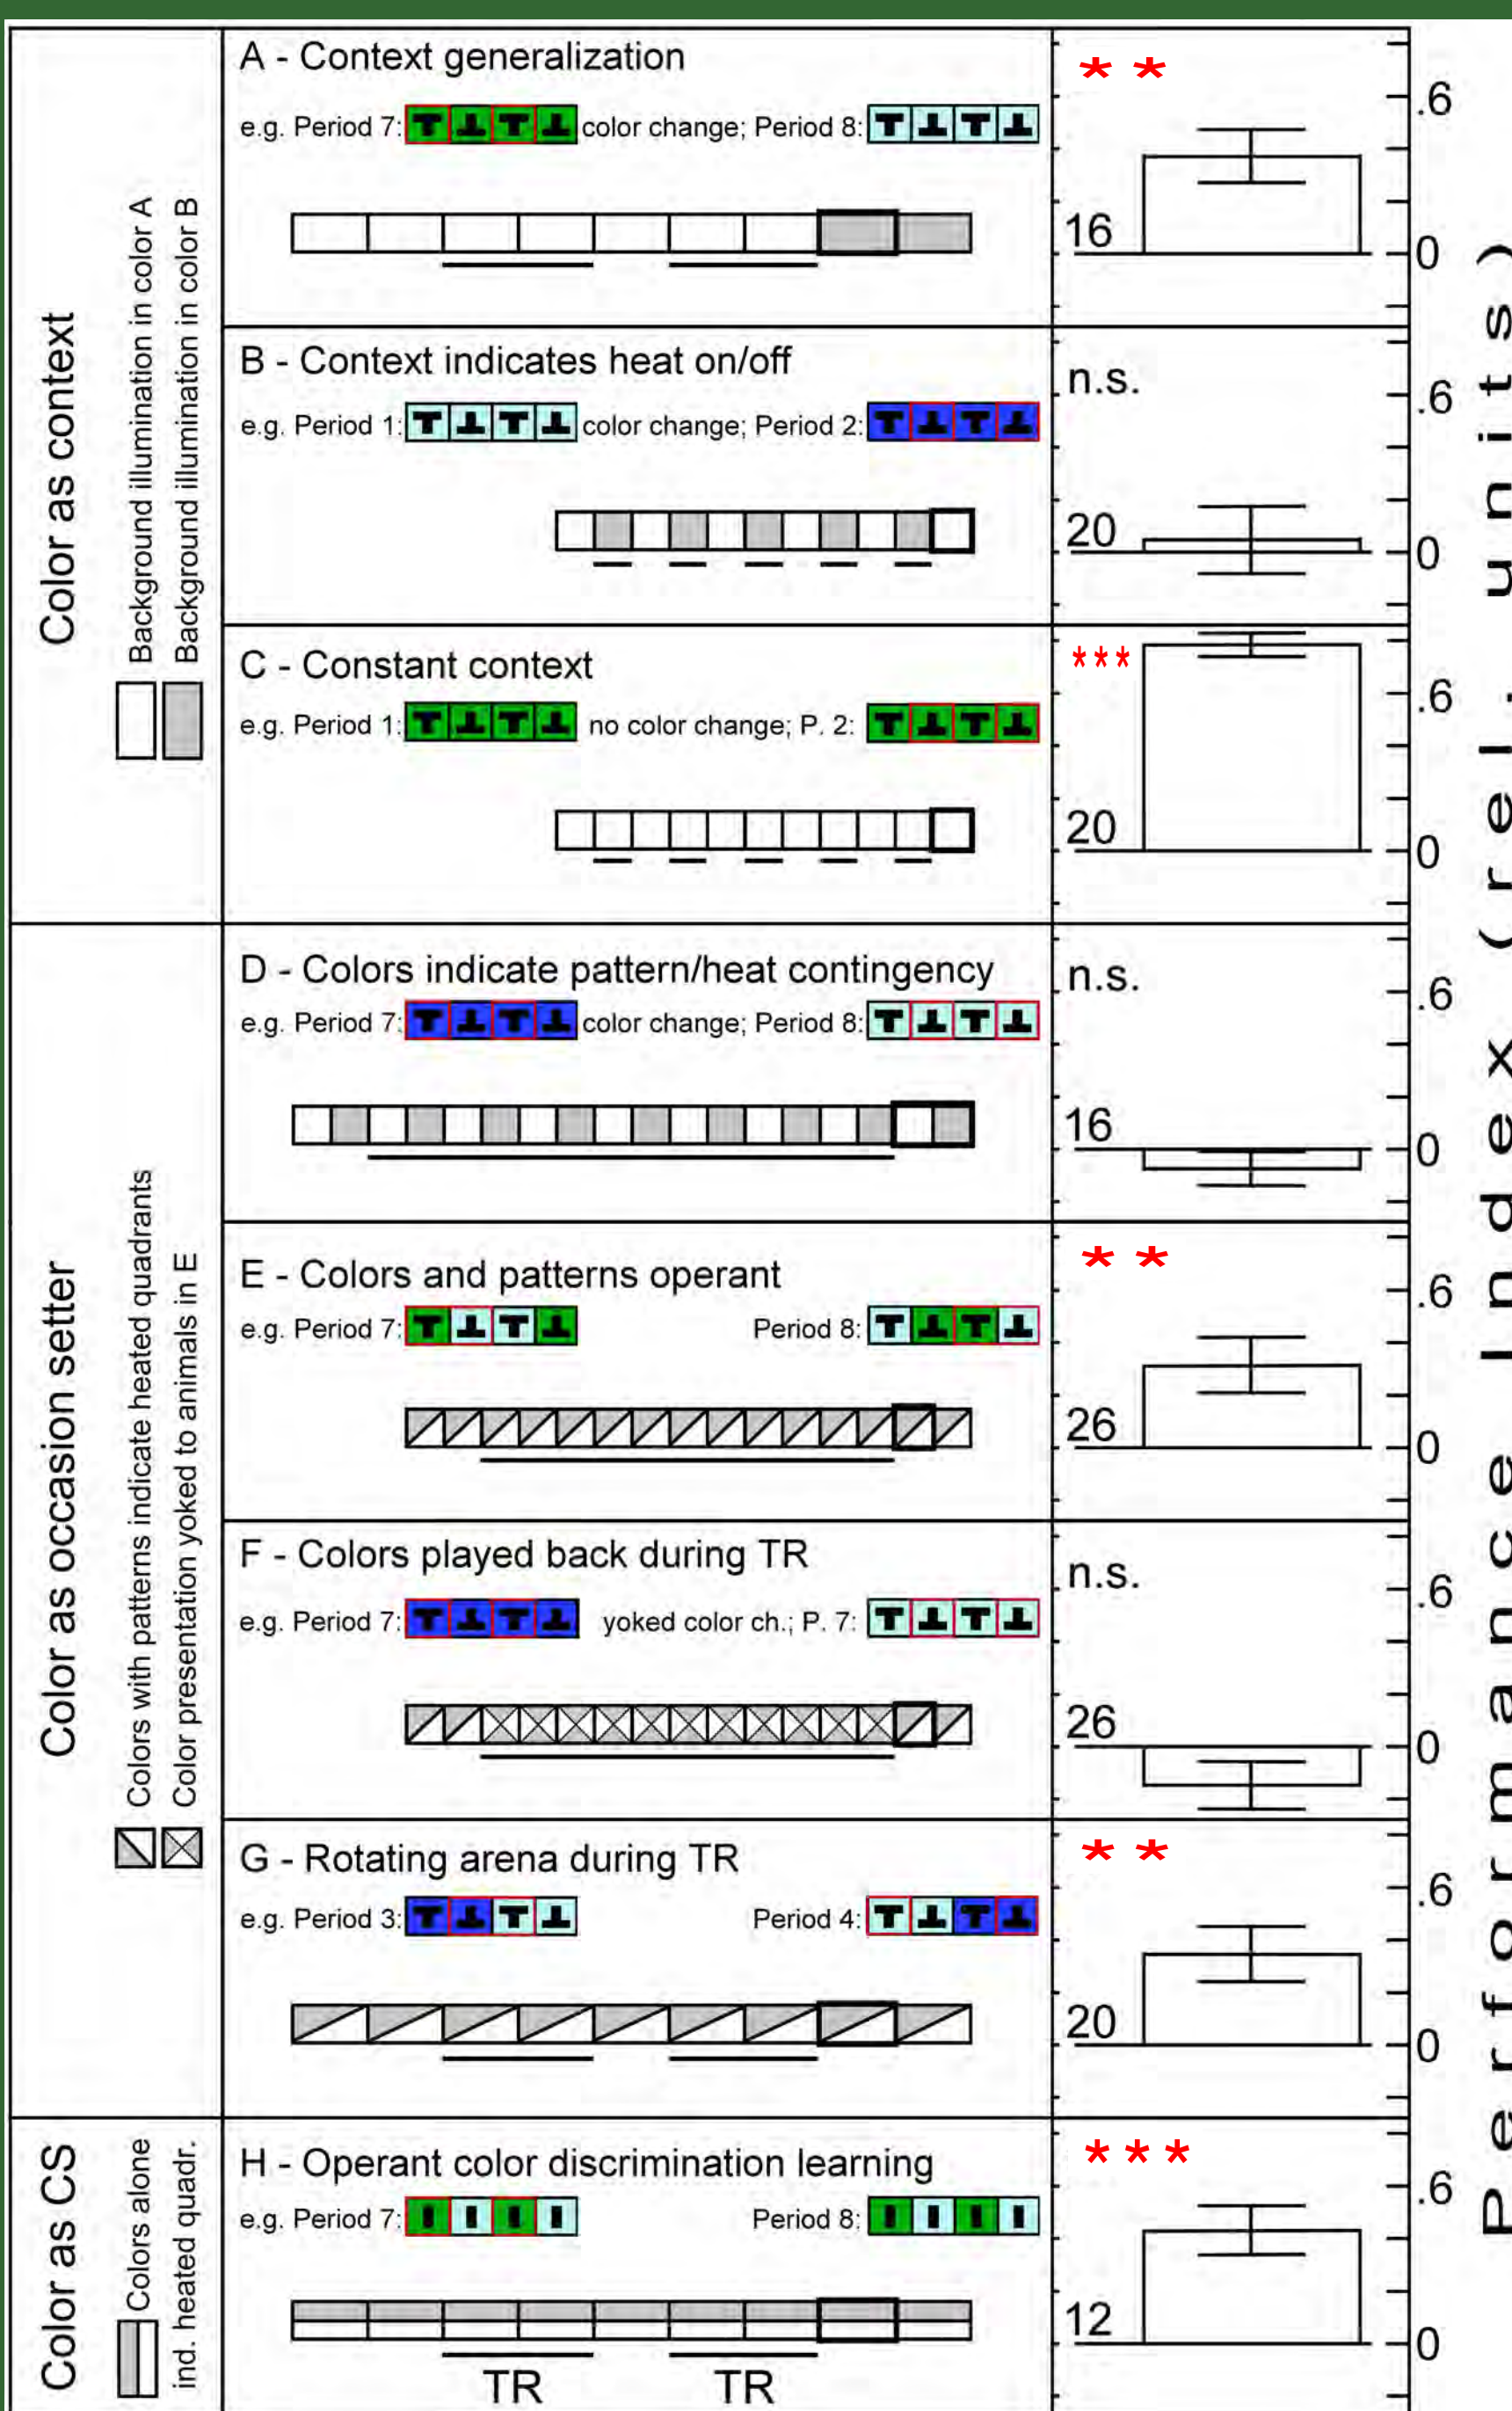 Color as context
Background illumination in color A
Background illumination in color B
A - Context generalization
e.g. Period 7: color change; Period 8:
* *
16
.6
0
B - Context indicates heat on/off
e.g. Period 1: color change; Period 2:
n.s.
20
.6
0
C - Constant context
e.g. Period 1: no color change; P. 2:
***
20
.6
0
Color as occasion setter
Colors with patterns indicate heated quadrants
Color presentation yoked to animals in E
D - Colors indicate pattern/heat contingency
e.g. Period 7: color change; Period 8:
n.s.
16
.6
0
E - Colors and patterns operant
e.g. Period 7: Period 8:
* *
26
.6
0
F - Colors played back during TR
e.g. Period 7: yoked color ch.; P. 7:
n.s.
26
.6
0
G - Rotating arena during TR
e.g. Period 3: Period 4:
* *
20
.6
0
Color as CS
Colors alone
ind. heated quadr.
H - Operant color discrimination learning
e.g. Period 7: Period 8:
* * *
12
.6
0
TR TR
Performance Index (rel. units)